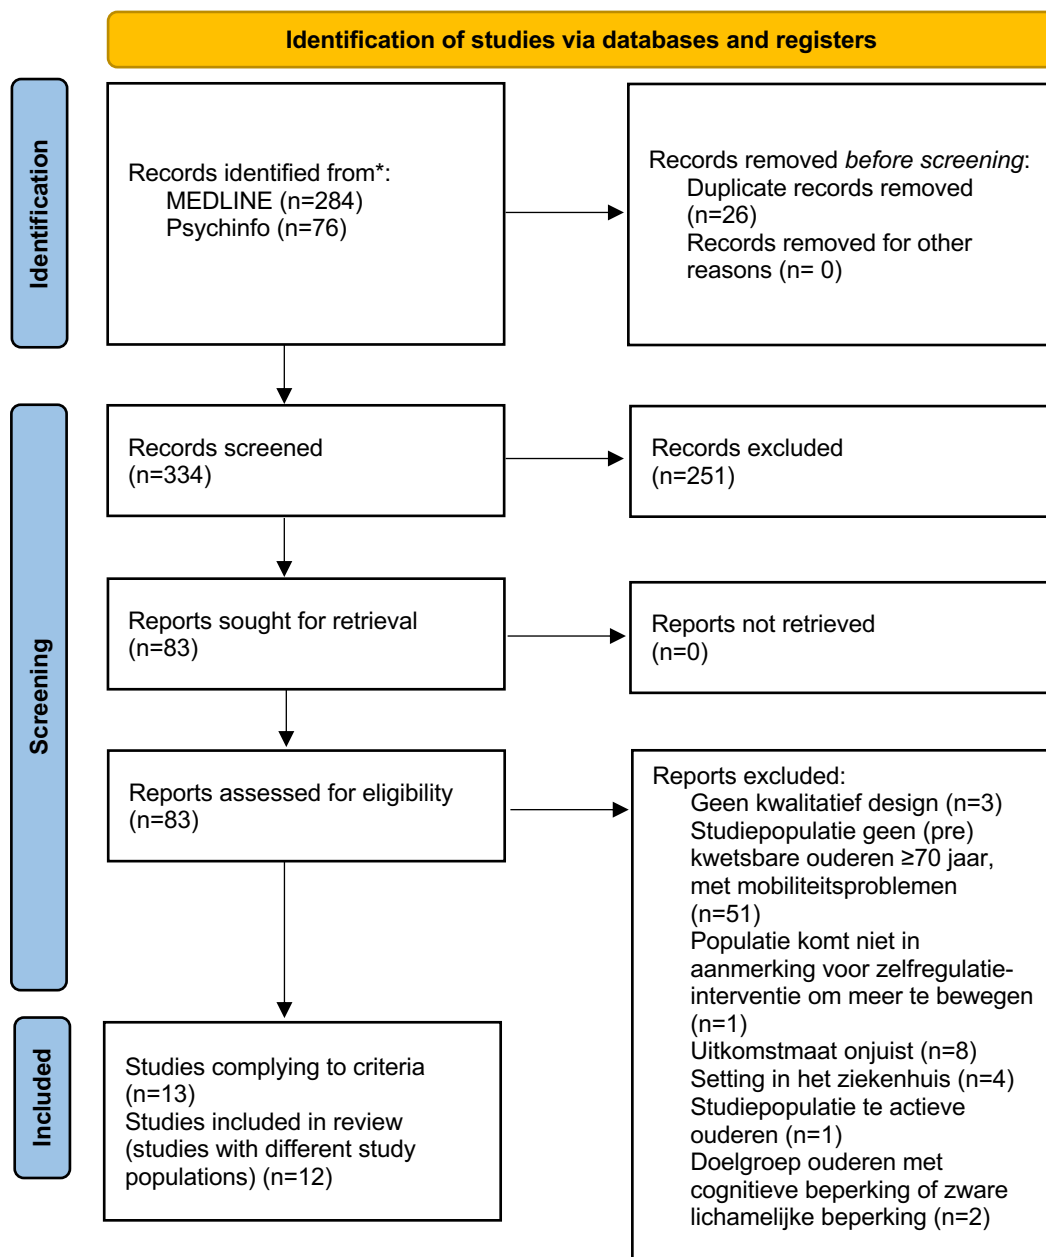 Identification of studies via databases and registers
Identification
Records identified from*:
MEDLINE (n=284)
Psychinfo (n=76)
Records removed before screening:
Duplicate records removed
(n=26)
Records removed for other
reasons (n= 0)
Screening
Records screened
(n=334)
Records excluded
(n=251)
Reports sought for retrieval
(n=83)
Reports not retrieved
(n=0)
Reports assessed for eligibility
(n=83)
Reports excluded:
Geen kwalitatief design (n=3)
Studiepopulatie geen (pre)
kwetsbare ouderen ≥70 jaar,
met mobiliteitsproblemen
(n=51)
Populatie komt niet in
aanmerking voor zelfregulatie-
interventie om meer te bewegen
(n=1)
Uitkomstmaat onjuist (n=8)
Setting in het ziekenhuis (n=4)
Studiepopulatie te actieve
ouderen (n=1)
Doelgroep ouderen met
cognitieve beperking of zware
lichamelijke beperking (n=2)
Included
Studies complying to criteria
(n=13)
Studies included in review
(studies with different study
populations) (n=12)